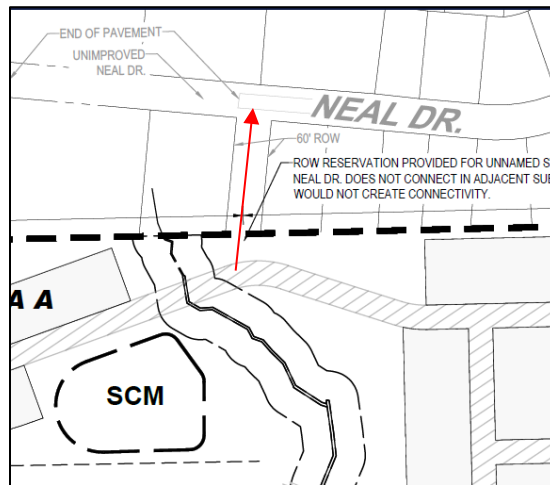 END OF PAVEMENT
UNIMPROVED
NEAL DR.
NEAL DR.
60' ROW
ROW RESERVATION PROVIDED FOR UNNAMED
NEAL DR. DOES NOT CONNECT IN ADJACENT
WOULD NOT CREATE CONNECTIVITY.
A A
SCM